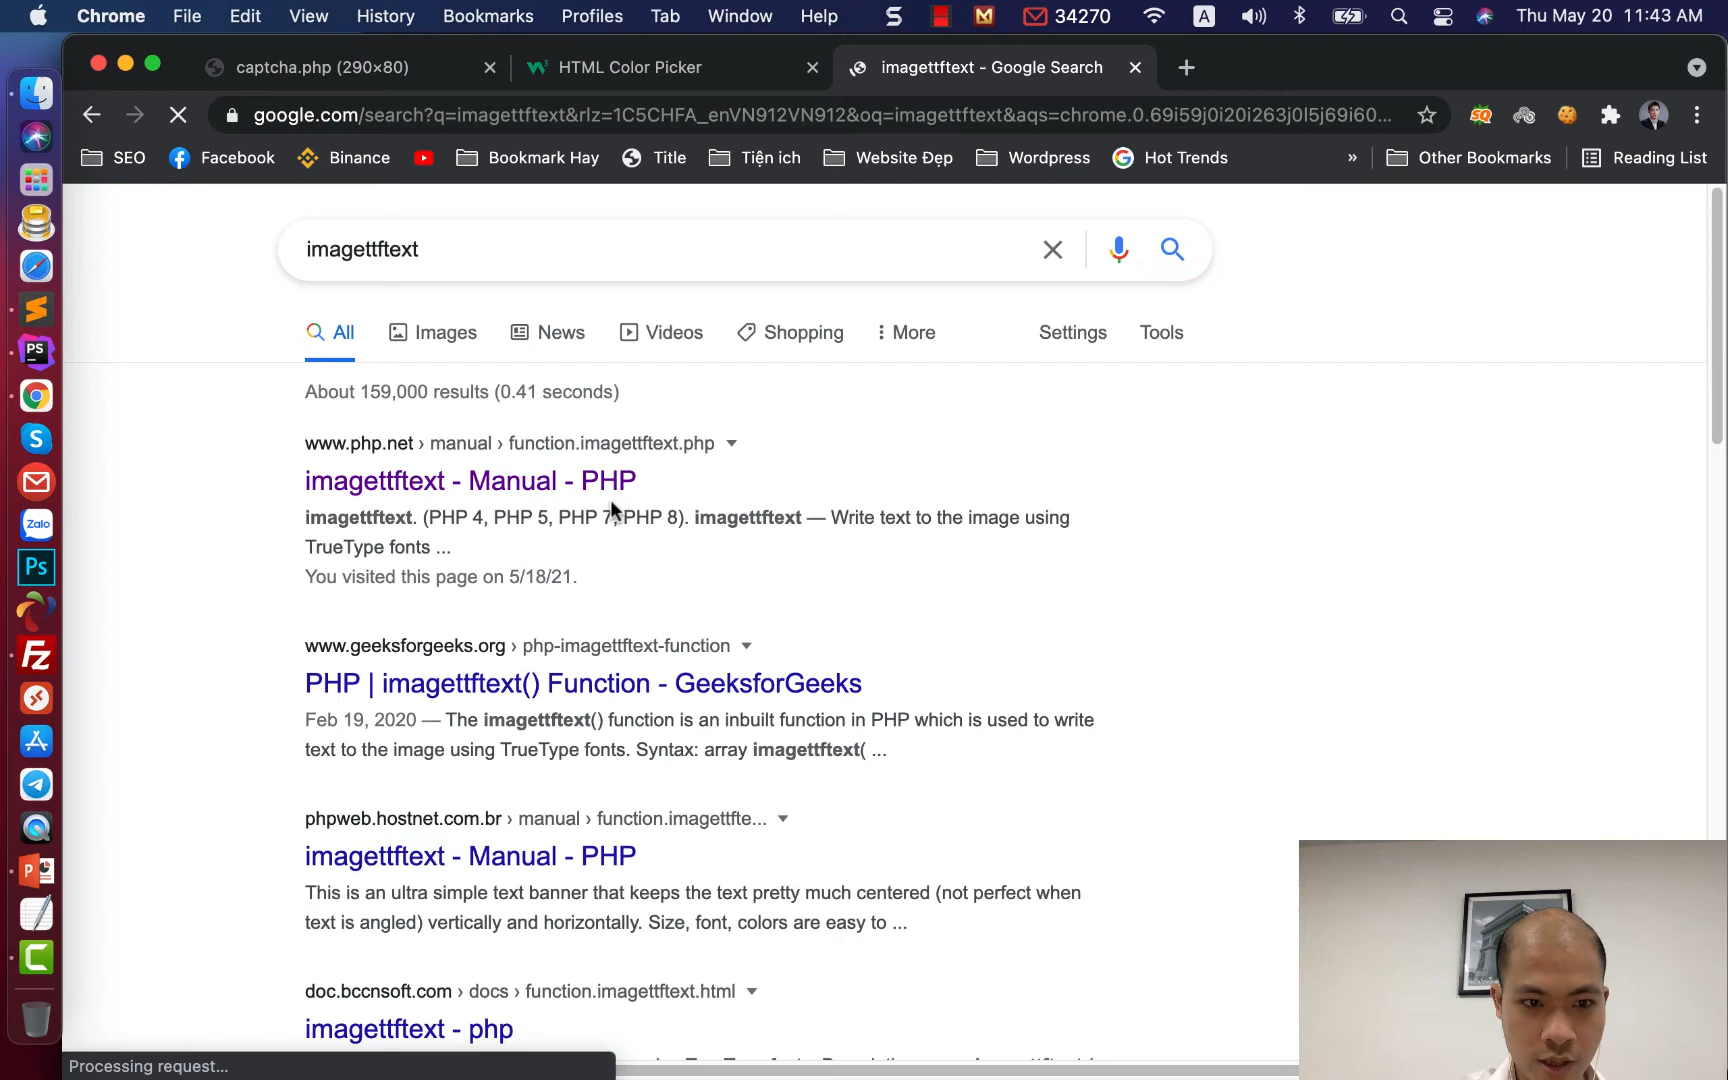 Chrome File Edit View History Bookmarks Profiles Tab Window Help 34270 A Thu May 20 11:43 AM
captcha.php (290×80) HTML Color Picker imagettftext - Google Search
google.com/search?q=imagettftext&rlz=1C5CHFA_enVN912VN912&oq=imagettftext&aqs=chrome.0.69i59j0i20i263j0l5j69i60...
SEO Facebook Binance Bookmark Hay Title Tiện ích Website Đẹp Wordpress Hot Trends » Other Bookmarks Reading List
imagettftext
All Images News Videos Shopping More Settings Tools
About 159,000 results (0.41 seconds)
www.php.net › manual › function.imagettftext.php
imagettftext - Manual - PHP
imagettftext. (PHP 4, PHP 5, PHP 7, PHP 8). imagettftext — Write text to the image using
TrueType fonts ...
You visited this page on 5/18/21.
www.geeksforgeeks.org › php-imagettftext-function
PHP | imagettftext() Function - GeeksforGeeks
Feb 19, 2020 — The imagettftext() function is an inbuilt function in PHP which is used to write
text to the image using TrueType fonts. Syntax: array imagettftext( ...
phpweb.hostnet.com.br › manual › function.imagettfte...
imagettftext - Manual - PHP
This is an ultra simple text banner that keeps the text pretty much centered (not perfect when
text is angled) vertically and horizontally. Size, font, colors are easy to ...
doc.bccnsoft.com › docs › function.imagettftext.html
imagettftext - php
Processing request...
PS
S
Zalo
Ps
Fz
P
C